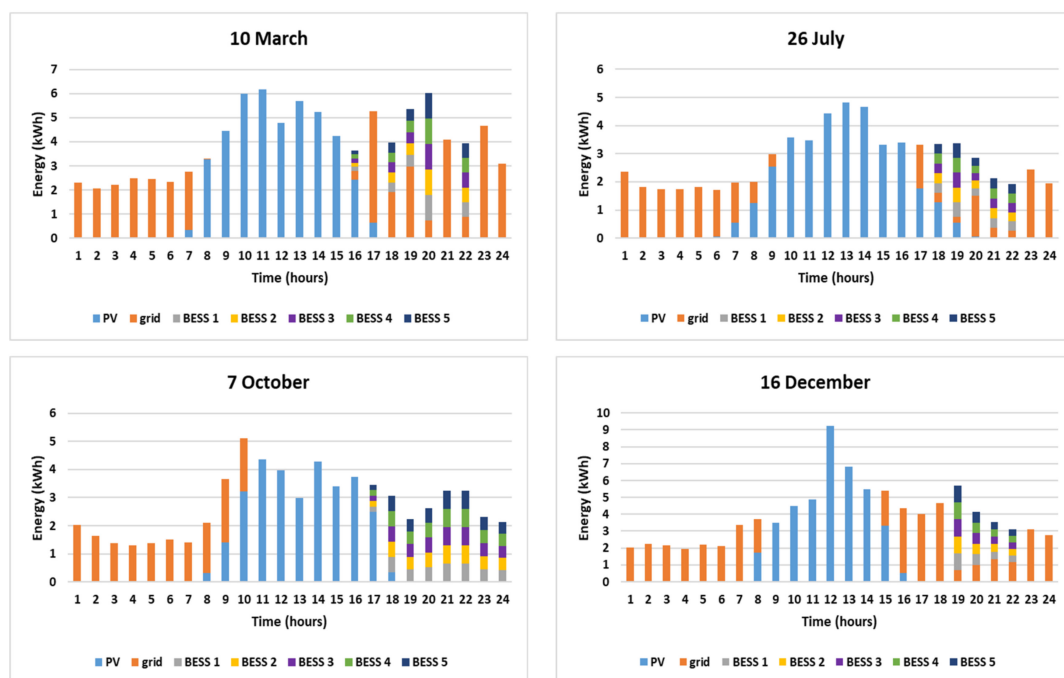 10 March
7
6
5
4
3
2
1
0
Energy (kWh)
1 2 3 4 5 6 7 8 9 10 11 12 13 14 15 16 17 18 19 20 21 22 23 24
Time (hours)
PV grid BESS 1 BESS 2 BESS 3 BESS 4 BESS 5
26 July
6
5
4
3
2
1
0
Energy (kWh)
1 2 3 4 5 6 7 8 9 10 11 12 13 14 15 16 17 18 19 20 21 22 23 24
Time (hours)
PV grid BESS 1 BESS 2 BESS 3 BESS 4 BESS 5
7 October
6
5
4
3
2
1
0
Energy (kWh)
1 2 3 4 5 6 7 8 9 10 11 12 13 14 15 16 17 18 19 20 21 22 23 24
Time (hours)
PV grid BESS 1 BESS 2 BESS 3 BESS 4 BESS 5
16 December
10
9
8
7
6
5
4
3
2
1
0
Energy (kWh)
1 2 3 4 5 6 7 8 9 10 11 12 13 14 15 16 17 18 19 20 21 22 23 24
Time (hours)
PV grid BESS 1 BESS 2 BESS 3 BESS 4 BESS 5